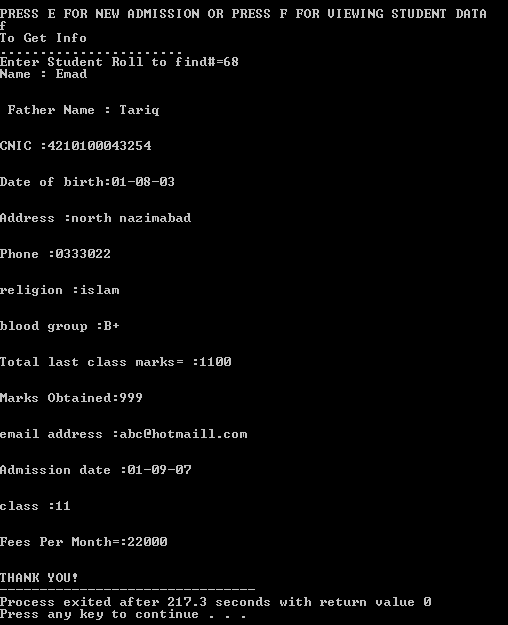 PRESS E FOR NEW ADMISSION OR PRESS F FOR VIEWING STUDENT DATA
f
To Get Info
.......................
Enter Student Roll to find#=68
Name : Emad
Father Name : Tariq
CNIC :4210100043254
Date of birth:01-08-03
Address :north nazimabad
Phone :0333022
religion :islam
blood group :B+
Total last class marks= :1100
Marks Obtained:999
email address :abc@hotmaill.com
Admission date :01-09-07
class :11
Fees Per Month=:22000
THANK YOU!
--------------------------------
Process exited after 217.3 seconds with return value 0
Press any key to continue . . .